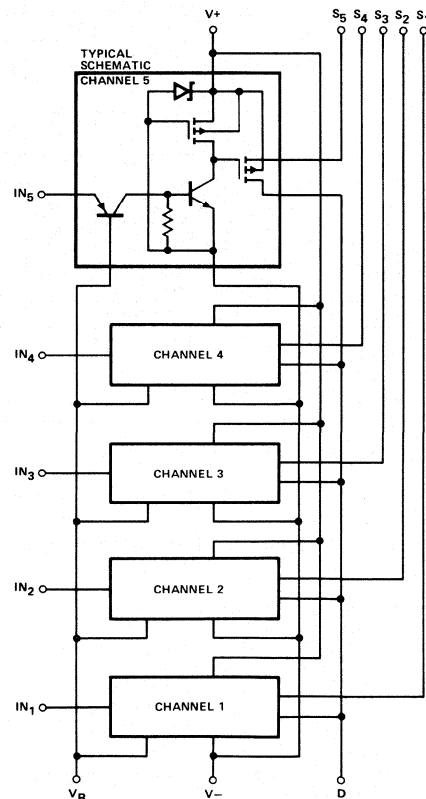 V+
S5 S4 S3 S2 S1
TYPICAL
SCHEMATIC
CHANNEL 5
IN5
IN4
CHANNEL 4
IN3
CHANNEL 3
IN2
CHANNEL 2
IN1
CHANNEL 1
VR V− D